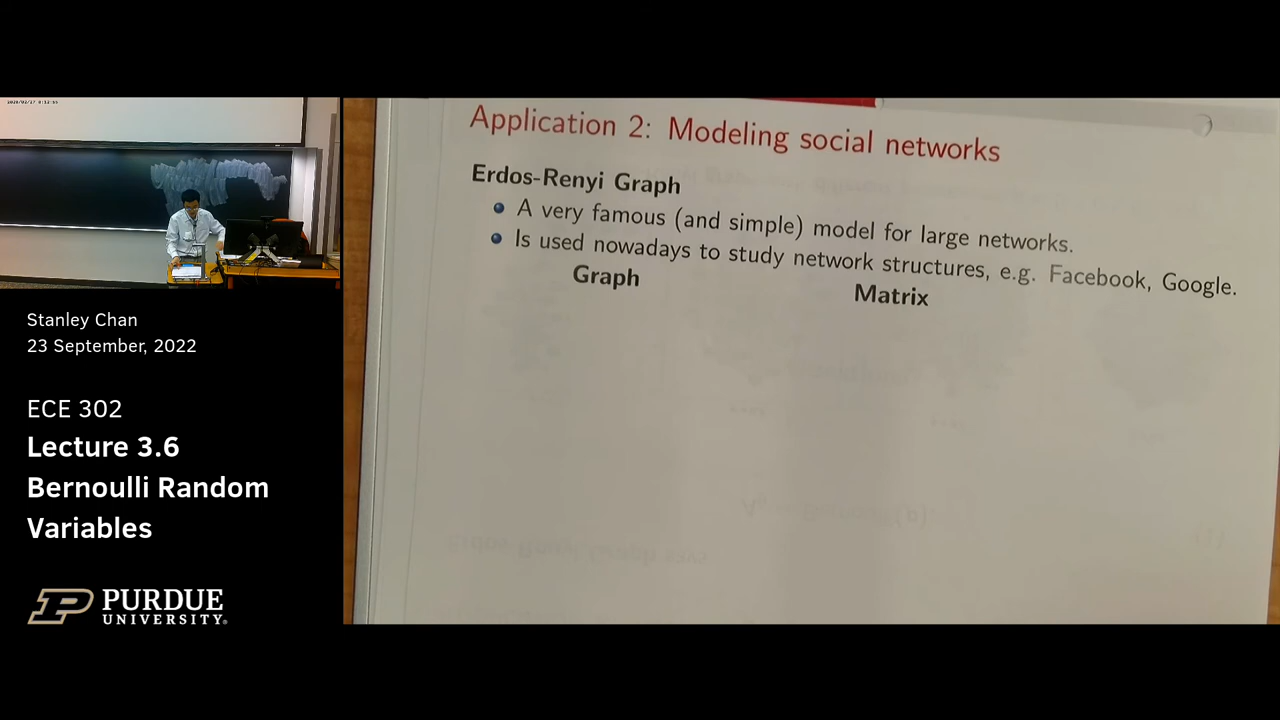 Application 2: Modeling social networks
Erdos-Renyi Graph
A very famous (and simple) model for large networks.
Is used nowadays to study network structures, e.g. Facebook, Google.
Graph
Matrix
Stanley Chan
23 September, 2022
ECE 302
Lecture 3.6
Bernoulli Random
Variables
PURDUE
UNIVERSITY.